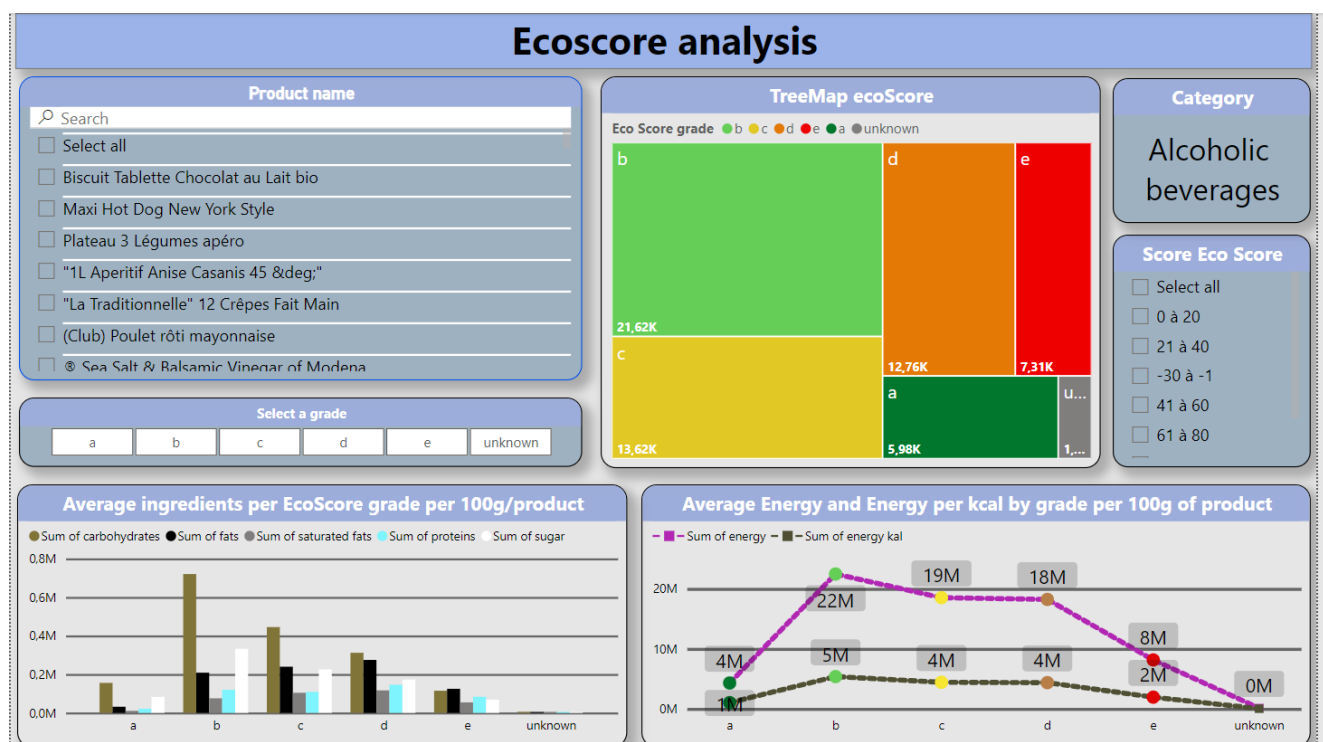 Ecoscore analysis
Product name
Search
Select all
Biscuit Tablette Chocolat au Lait bio
Maxi Hot Dog New York Style
Plateau 3 Légumes apéro
"1L Aperitif Anise Casanis 45 &deg;"
"La Traditionnelle" 12 Crêpes Fait Main
(Club) Poulet rôti mayonnaise
® Sea Salt & Balsamic Vinegar of Modena
Select a grade
a b c d e unknown
TreeMap ecoScore
Eco Score grade b c d e a unknown
b
21,62K
c
13,62K
d
12,76K
e
7,31K
a
5,98K
u...
1,...
Category
Alcoholic
beverages
Score Eco Score
Select all
0 à 20
21 à 40
-30 à -1
41 à 60
61 à 80
Average ingredients per EcoScore grade per 100g/product
Sum of carbohydrates Sum of fats Sum of saturated fats Sum of proteins Sum of sugar
0,8M
0,6M
0,4M
0,2M
0,0M
a b c d e unknown
Average Energy and Energy per kcal by grade per 100g of product
Sum of energy Sum of energy kal
20M
10M
0M
4M 22M 19M 18M 8M 0M
1M 5M 4M 4M 2M
a b c d e unknown